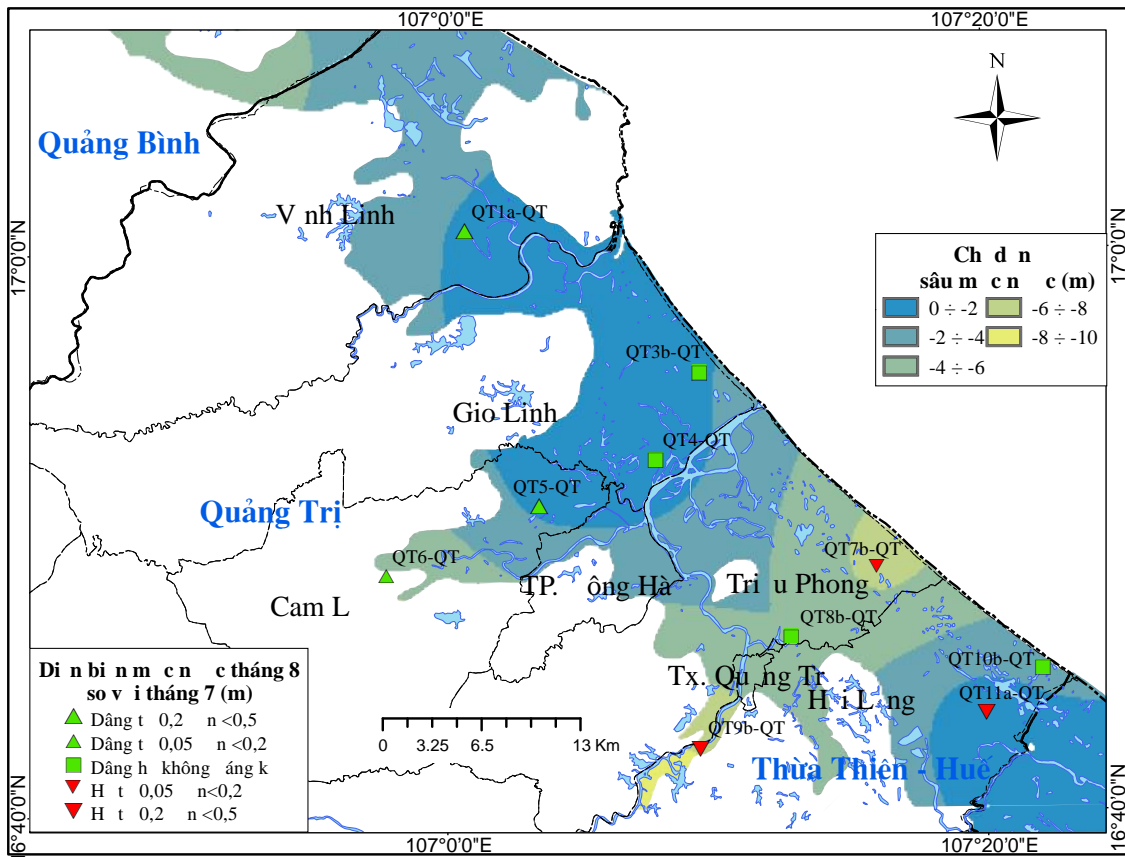 107°0'0"E
107°20'0"E
N
Quảng Bình
V nh Linh
QT1a-QT
17°0'0"N
17°0'0"N
Ch d n
sâu m c n c (m)
0 ÷ -2
-6 ÷ -8
-2 ÷ -4
-8 ÷ -10
-4 ÷ -6
QT3b-QT
Gio Linh
QT4-QT
QT5-QT
Quảng Trị
QT6-QT
QT7b-QT
TP. ông Hà
Tri u Phong
Cam L
QT8b-QT
Di n bi n m c n c tháng 8
so v i tháng 7 (m)
Dâng t 0,2 n <0,5
Dâng t 0,05 n <0,2
Dâng h không áng k
H t 0,05 n <0,2
H t 0,2 n <0,5
Tx. Qu ng Tr
QT10b-QT
H i L ng
QT11a-QT
0 3.25 6.5 13 Km
QT9b-QT
Thừa Thiên - Huế
16°40'0"N
16°40'0"N
107°0'0"E
107°20'0"E